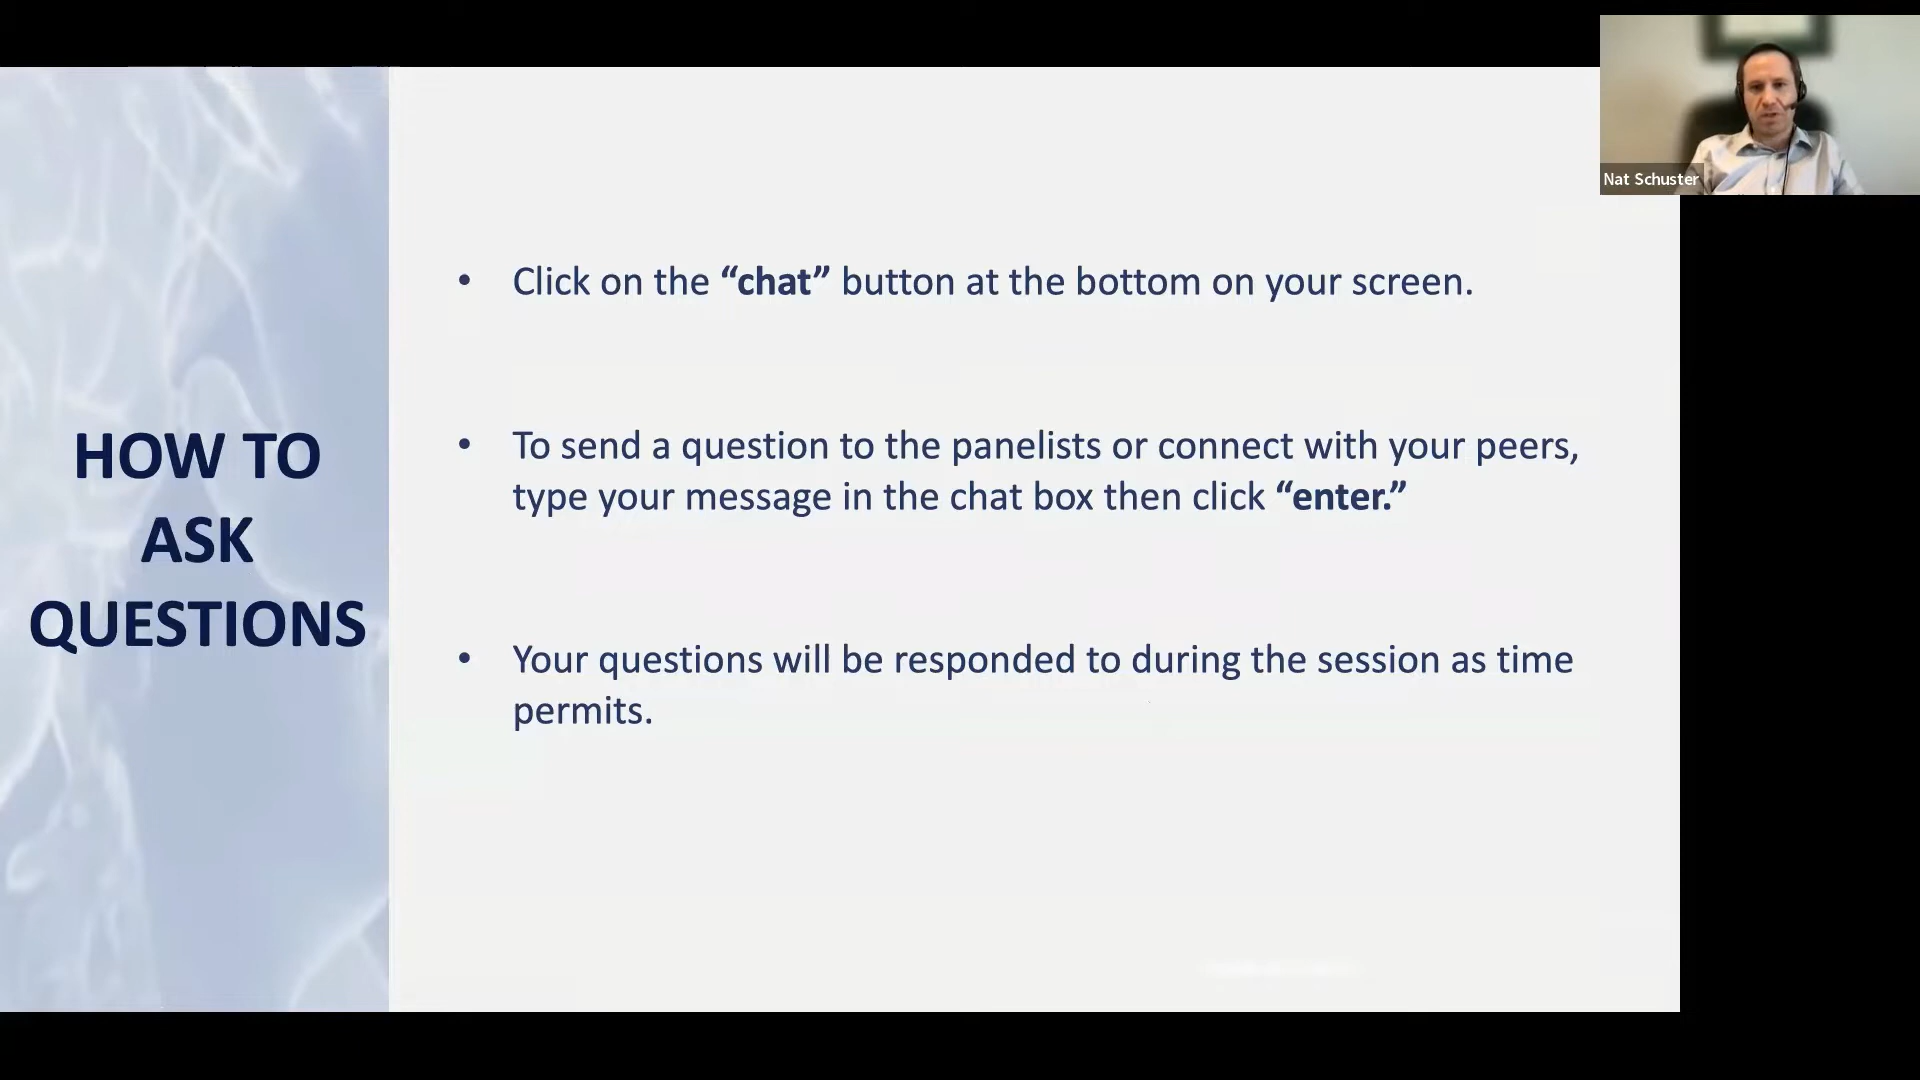 HOW TO
ASK
QUESTIONS
• Click on the “chat” button at the bottom on your screen.
• To send a question to the panelists or connect with your peers,
type your message in the chat box then click “enter.”
• Your questions will be responded to during the session as time
permits.
Nat Schuster